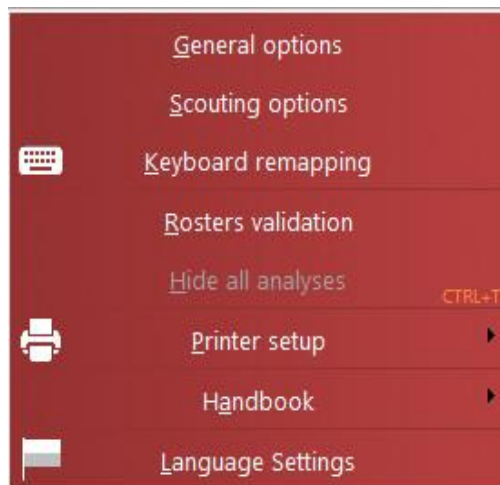 General options
Scouting options
Keyboard remapping
Rosters validation
Hide all analyses
CTRL+T
Printer setup
Handbook
Language Settings